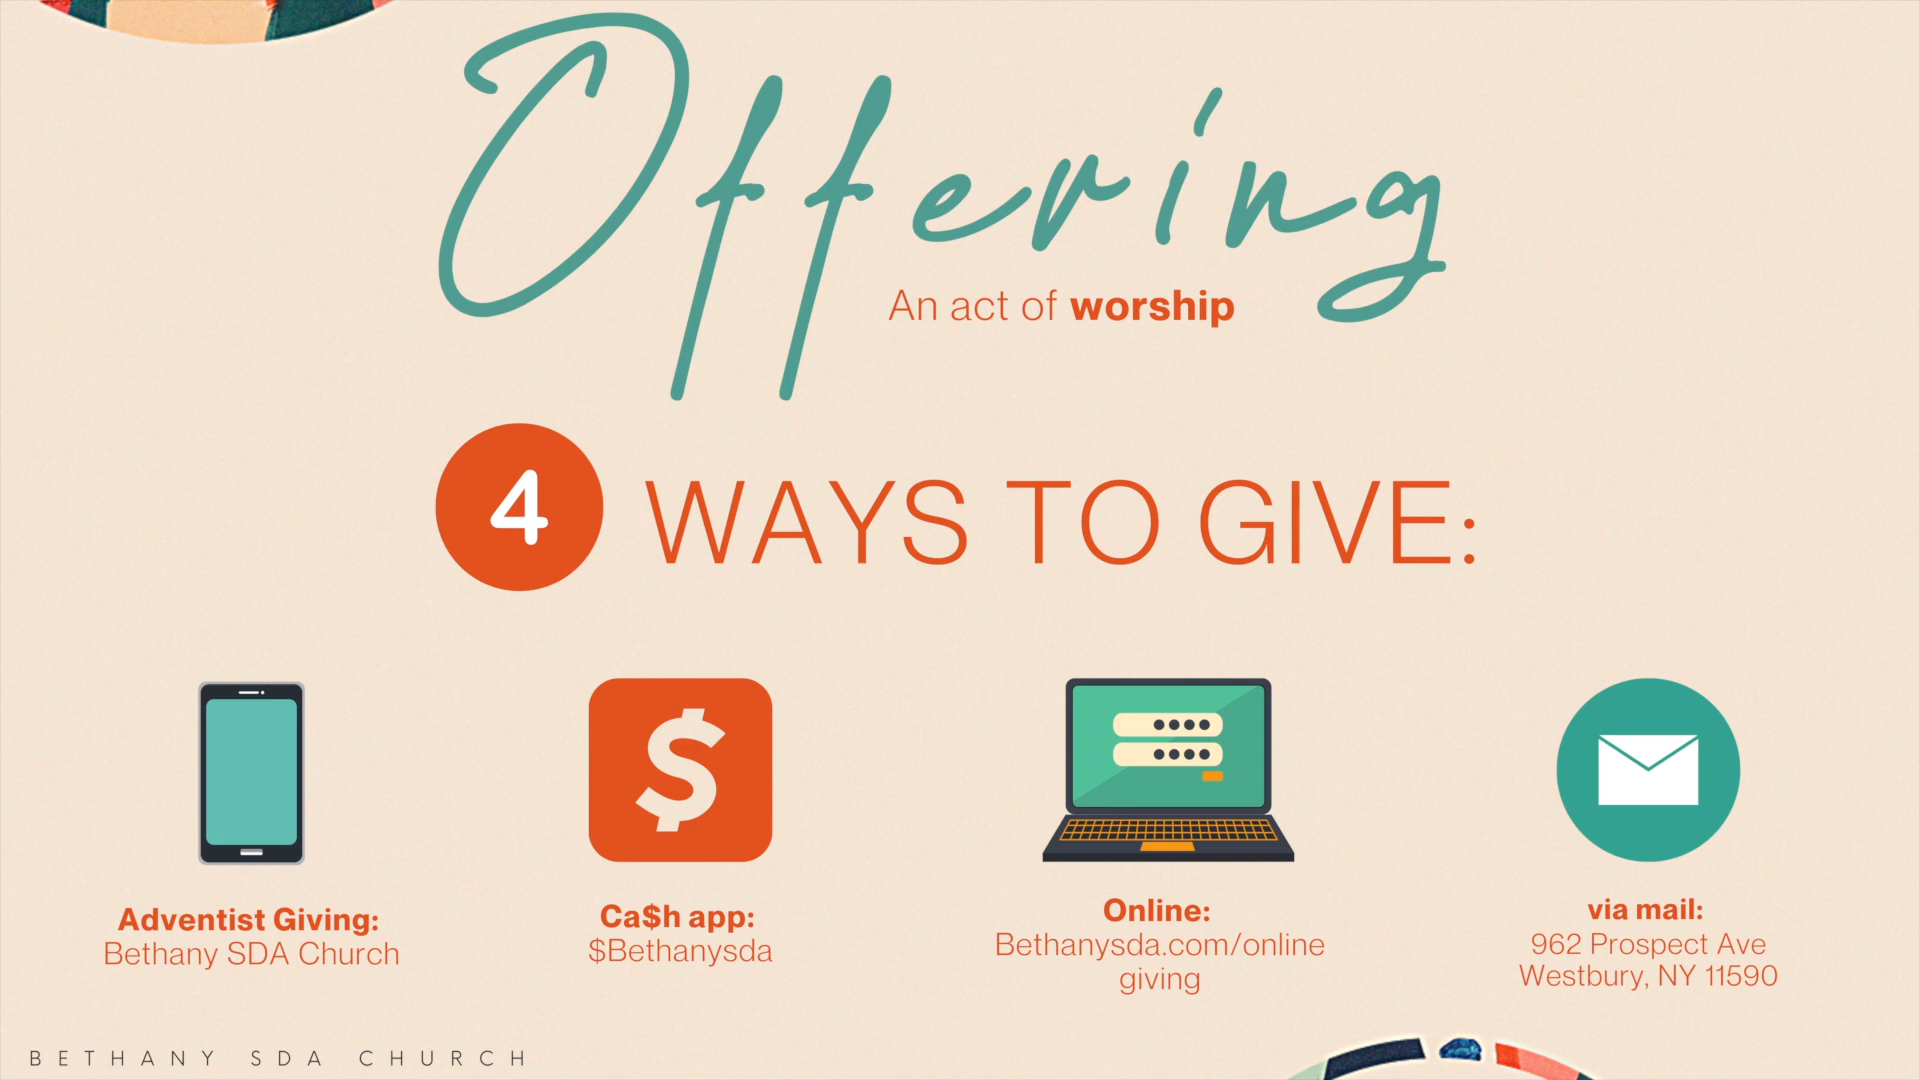 Offering
An act of worship
4 WAYS TO GIVE:
Adventist Giving:
Bethany SDA Church
Ca$h app:
$Bethanysda
Online:
Bethanysda.com/online
giving
via mail:
962 Prospect Ave
Westbury, NY 11590
BETHANY SDA CHURCH